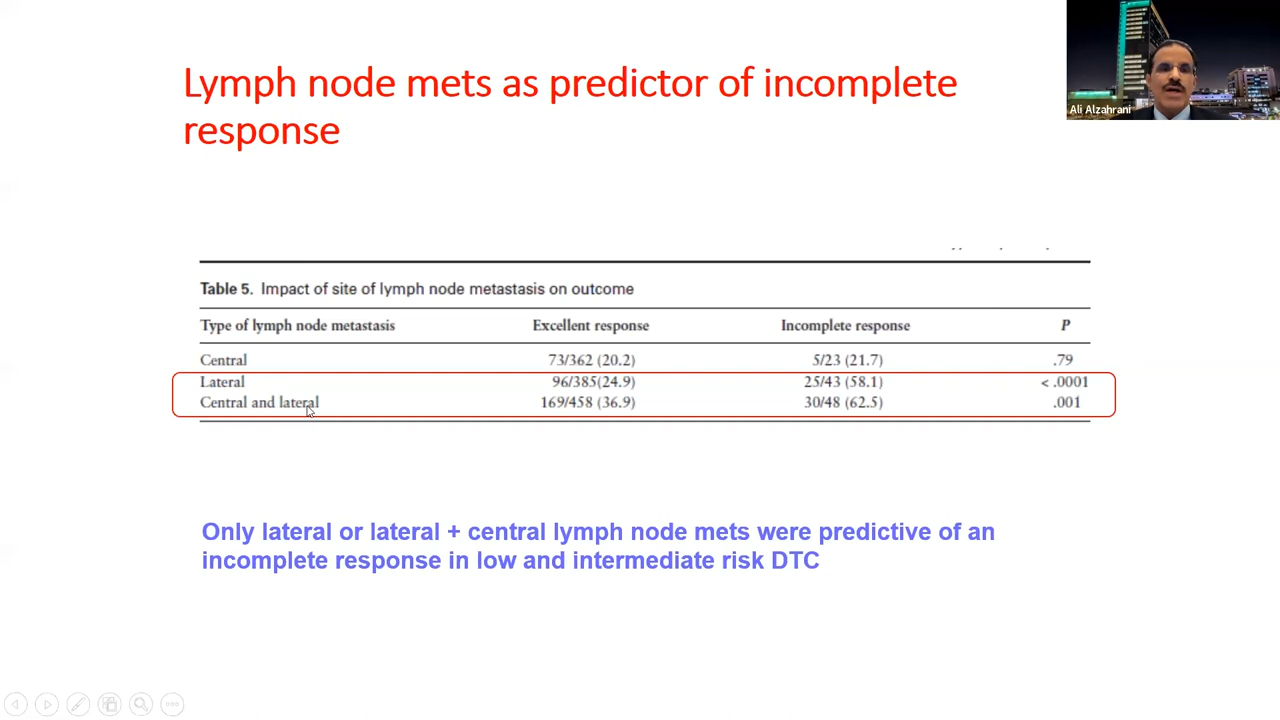 Lymph node mets as predictor of incomplete
response
Ali Alzahrani
Table 5. Impact of site of lymph node metastasis on outcome
Type of lymph node metastasis Excellent response Incomplete response P
Central 73/362 (20.2) 5/23 (21.7) .79
Lateral 96/385(24.9) 25/43 (58.1) < .0001
Central and lateral 169/458 (36.9) 30/48 (62.5) .001
Only lateral or lateral + central lymph node mets were predictive of an
incomplete response in low and intermediate risk DTC